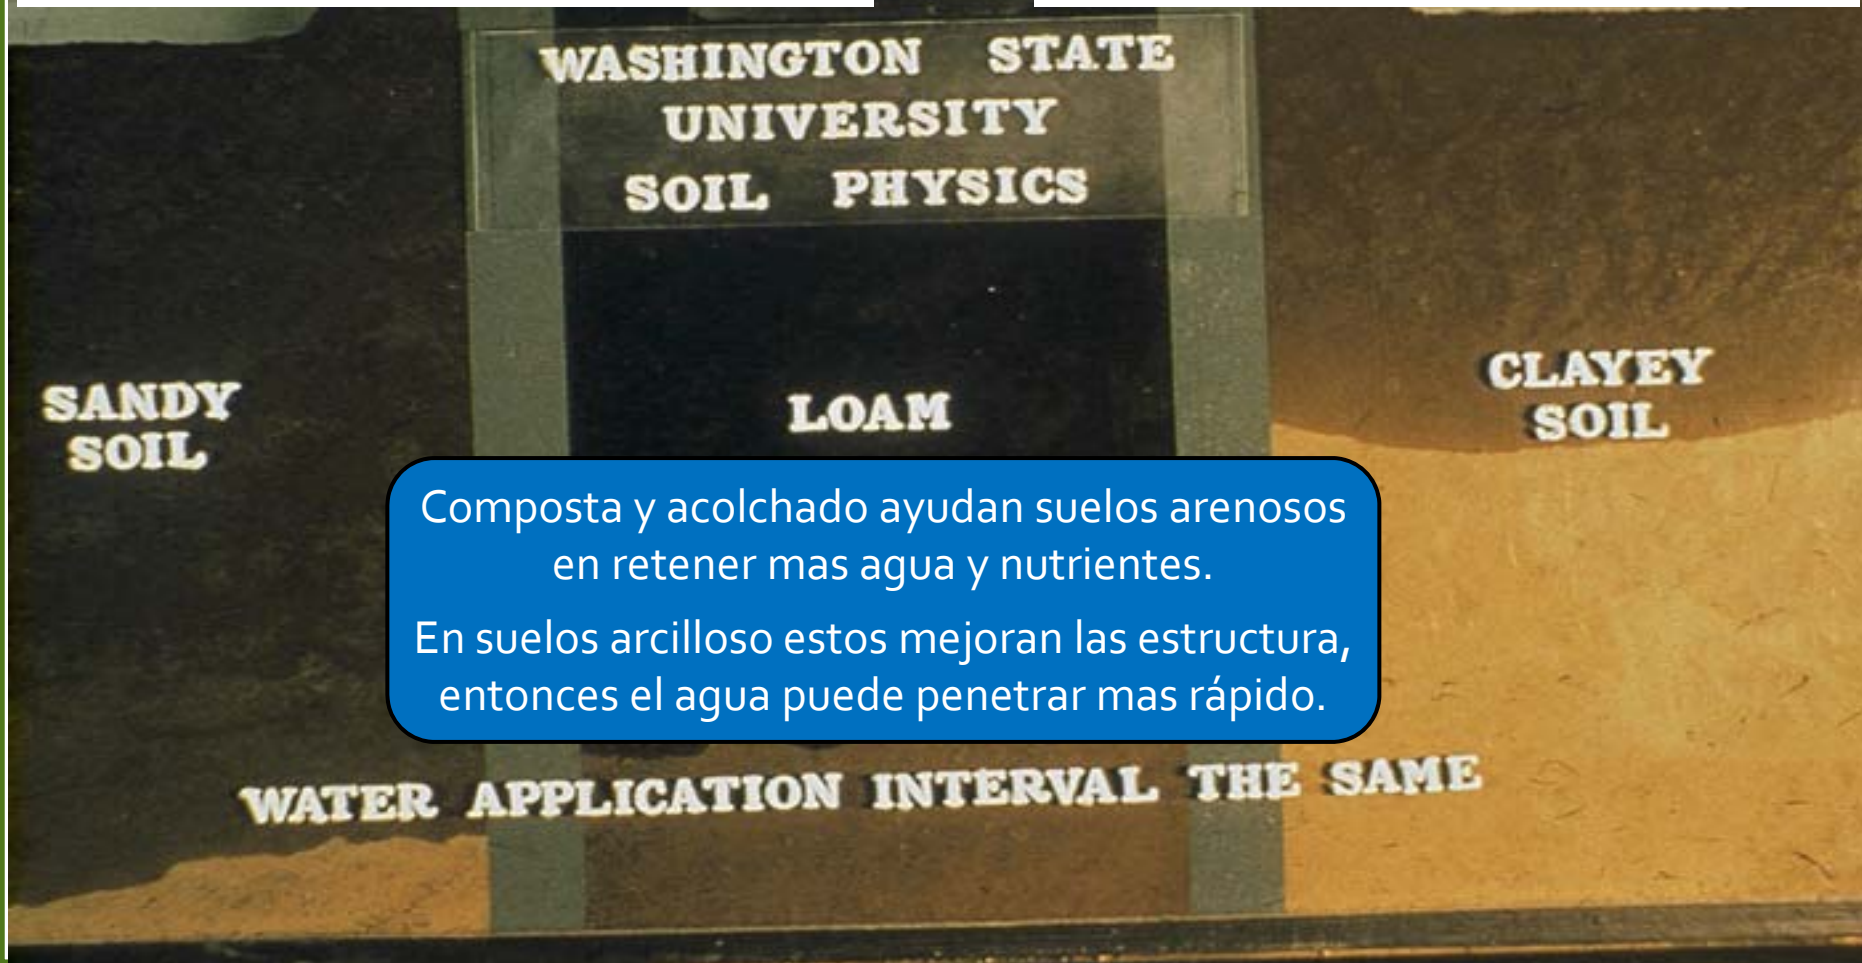 WASHINGTON STATE
UNIVERSITY
SOIL PHYSICS
SANDY
SOIL
LOAM
CLAYEY
SOIL
Composta y acolchado ayudan suelos arenosos
en retener mas agua y nutrientes.
En suelos arcilloso estos mejoran las estructura,
entonces el agua puede penetrar mas rápido.
WATER APPLICATION INTERVAL THE SAME